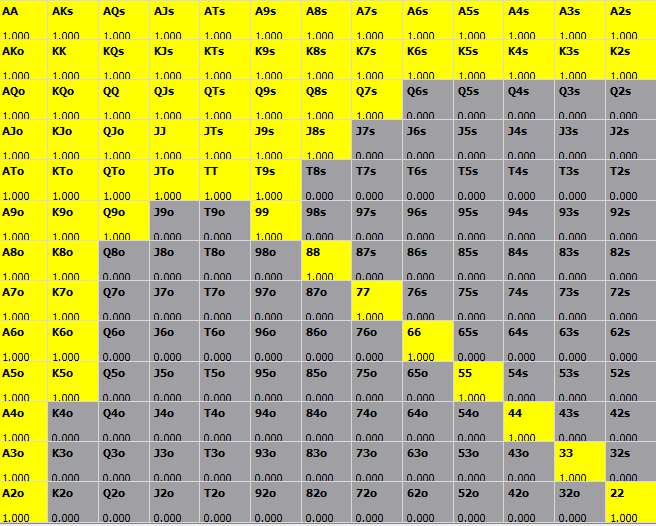 AA AKs AQs AJs ATs A9s A8s A7s A6s A5s A4s A3s A2s
1.000 1.000 1.000 1.000 1.000 1.000 1.000 1.000 1.000 1.000 1.000 1.000 1.000
AKo KK KQs KJs KTs K9s K8s K7s K6s K5s K4s K3s K2s
1.000 1.000 1.000 1.000 1.000 1.000 1.000 1.000 1.000 1.000 1.000 1.000 1.000
AQo KQo QQ QJs QTs Q9s Q8s Q7s Q6s Q5s Q4s Q3s Q2s
1.000 1.000 1.000 1.000 1.000 1.000 1.000 1.000 0.000 0.000 0.000 0.000 0.000
AJo KJo QJo JJ JTs J9s J8s J7s J6s J5s J4s J3s J2s
1.000 1.000 1.000 1.000 1.000 1.000 1.000 0.000 0.000 0.000 0.000 0.000 0.000
ATo KTo QTo JTo TT T9s T8s T7s T6s T5s T4s T3s T2s
1.000 1.000 1.000 1.000 1.000 1.000 0.000 0.000 0.000 0.000 0.000 0.000 0.000
A9o K9o Q9o J9o T9o 99 98s 97s 96s 95s 94s 93s 92s
1.000 1.000 1.000 0.000 0.000 1.000 0.000 0.000 0.000 0.000 0.000 0.000 0.000
A8o K8o Q8o J8o T8o 98o 88 87s 86s 85s 84s 83s 82s
1.000 1.000 0.000 0.000 0.000 0.000 1.000 0.000 0.000 0.000 0.000 0.000 0.000
A7o K7o Q7o J7o T7o 97o 87o 77 76s 75s 74s 73s 72s
1.000 1.000 0.000 0.000 0.000 0.000 0.000 1.000 0.000 0.000 0.000 0.000 0.000
A6o K6o Q6o J6o T6o 96o 86o 76o 66 65s 64s 63s 62s
1.000 1.000 0.000 0.000 0.000 0.000 0.000 0.000 1.000 0.000 0.000 0.000 0.000
A5o K5o Q5o J5o T5o 95o 85o 75o 65o 55 54s 53s 52s
1.000 1.000 0.000 0.000 0.000 0.000 0.000 0.000 0.000 1.000 0.000 0.000 0.000
A4o K4o Q4o J4o T4o 94o 84o 74o 64o 54o 44 43s 42s
1.000 0.000 0.000 0.000 0.000 0.000 0.000 0.000 0.000 0.000 1.000 0.000 0.000
A3o K3o Q3o J3o T3o 93o 83o 73o 63o 53o 43o 33 32s
1.000 0.000 0.000 0.000 0.000 0.000 0.000 0.000 0.000 0.000 0.000 1.000 0.000
A2o K2o Q2o J2o T2o 92o 82o 72o 62o 52o 42o 32o 22
1.000 0.000 0.000 0.000 0.000 0.000 0.000 0.000 0.000 0.000 0.000 0.000 1.000